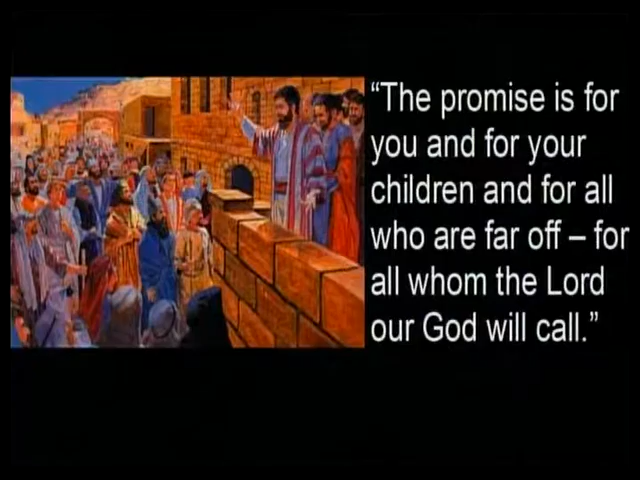 “The promise is for
you and for your
children and for all
who are far off – for
all whom the Lord
our God will call.”